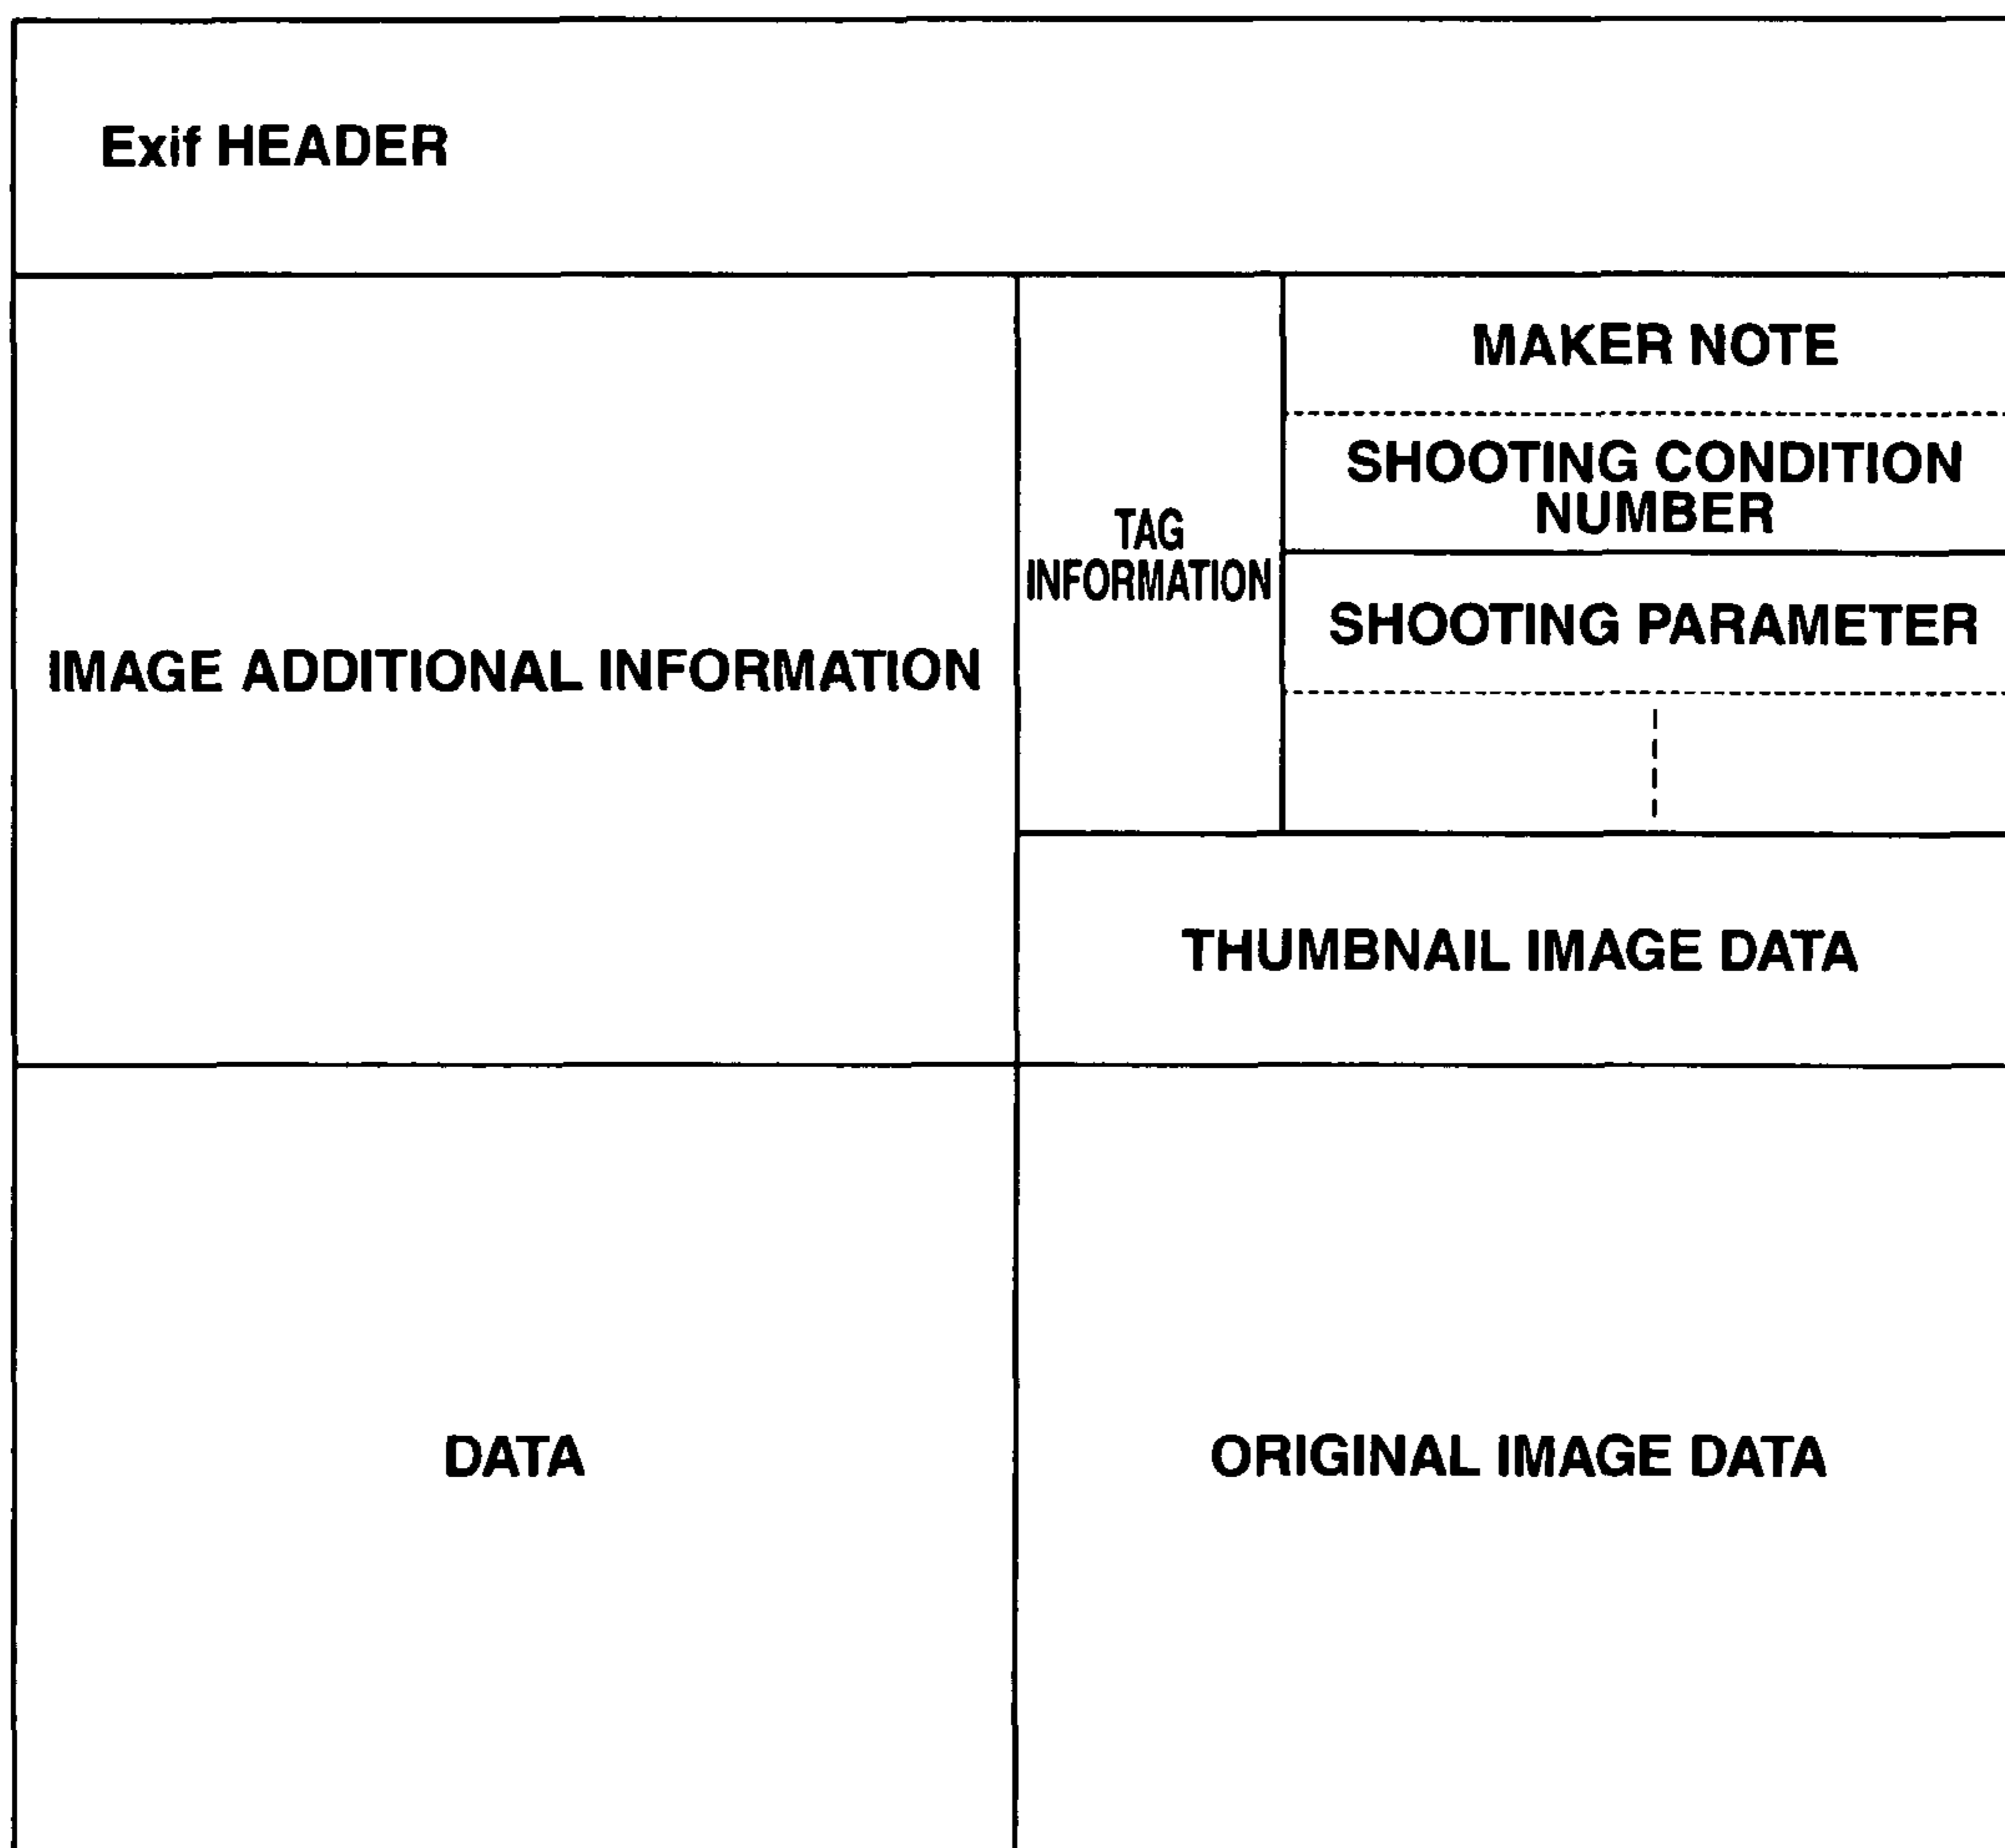 Exif HEADER
IMAGE ADDITIONAL INFORMATION
TAG
INFORMATION
MAKER NOTE
SHOOTING CONDITION
NUMBER
SHOOTING PARAMETER
THUMBNAIL IMAGE DATA
DATA
ORIGINAL IMAGE DATA